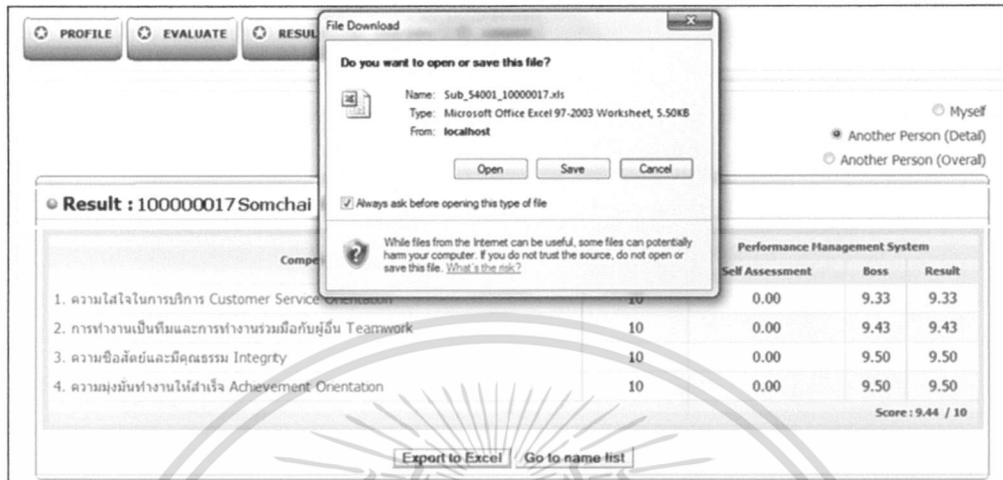 PROFILE EVALUATE RESUL
File Download
Do you want to open or save this file?
Name: Sub_54001_10000017.xls
Type: Microsoft Office Excel 97-2003 Worksheet, 5.50KB
From: localhost
Open Save Cancel
Always ask before opening this type of file
While files from the Internet can be useful, some files can potentially
harm your computer. If you do not trust the source, do not open or
save this file. What's the risk?
Myself
Another Person (Detail)
Another Person (Overal)
Result : 100000017 Somchai
Performance Management System
Compe Self Assessment Boss Result
1. ความใส่ใจในการบริการ Customer Service Orientation 10 0.00 9.33 9.33
2. การทำงานเป็นทีมและการทำงานร่วมมือกับผู้อื่น Teamwork 10 0.00 9.43 9.43
3. ความซื่อสัตย์และมีคุณธรรม Integrity 10 0.00 9.50 9.50
4. ความมุ่งมั่นทำงานให้สำเร็จ Achievement Orientation 10 0.00 9.50 9.50
Score : 9.44 / 10
Export to Excel Go to name list